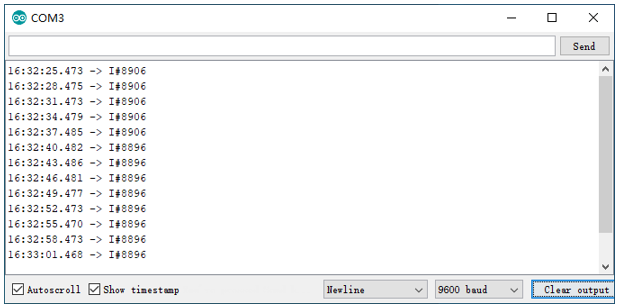 COM3
Send
16:32:25.473 -> I#8906
16:32:28.475 -> I#8906
16:32:31.473 -> I#8906
16:32:34.479 -> I#8906
16:32:37.485 -> I#8906
16:32:40.482 -> I#8896
16:32:43.486 -> I#8896
16:32:46.481 -> I#8896
16:32:49.477 -> I#8896
16:32:52.473 -> I#8896
16:32:55.470 -> I#8896
16:32:58.473 -> I#8896
16:33:01.468 -> I#8896
Autoscroll Show timestamp Newline 9600 baud Clear output